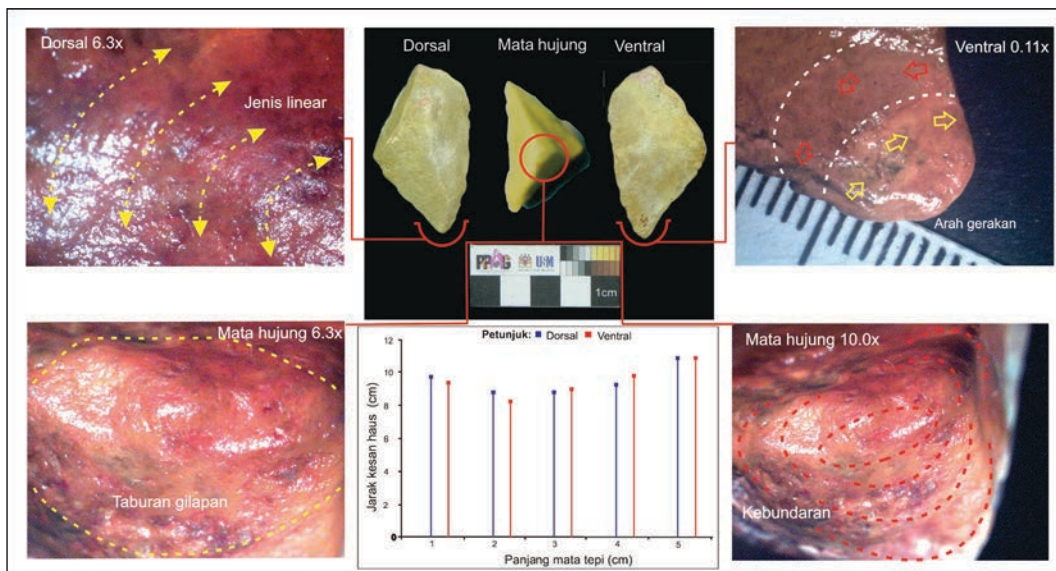 Dorsal 6.3x
Jenis linear
Dorsal
Mata hujung
Ventral
1cm
Ventral 0.11x
Arah gerakan
Mata hujung 6.3x
Taburan gilapan
Petunjuk: Dorsal Ventral
Jarak kesan haus (cm)
12
10
8
6
4
2
0
1 2 3 4 5
Panjang mata tepi (cm)
Mata hujung 10.0x
Kebundaran